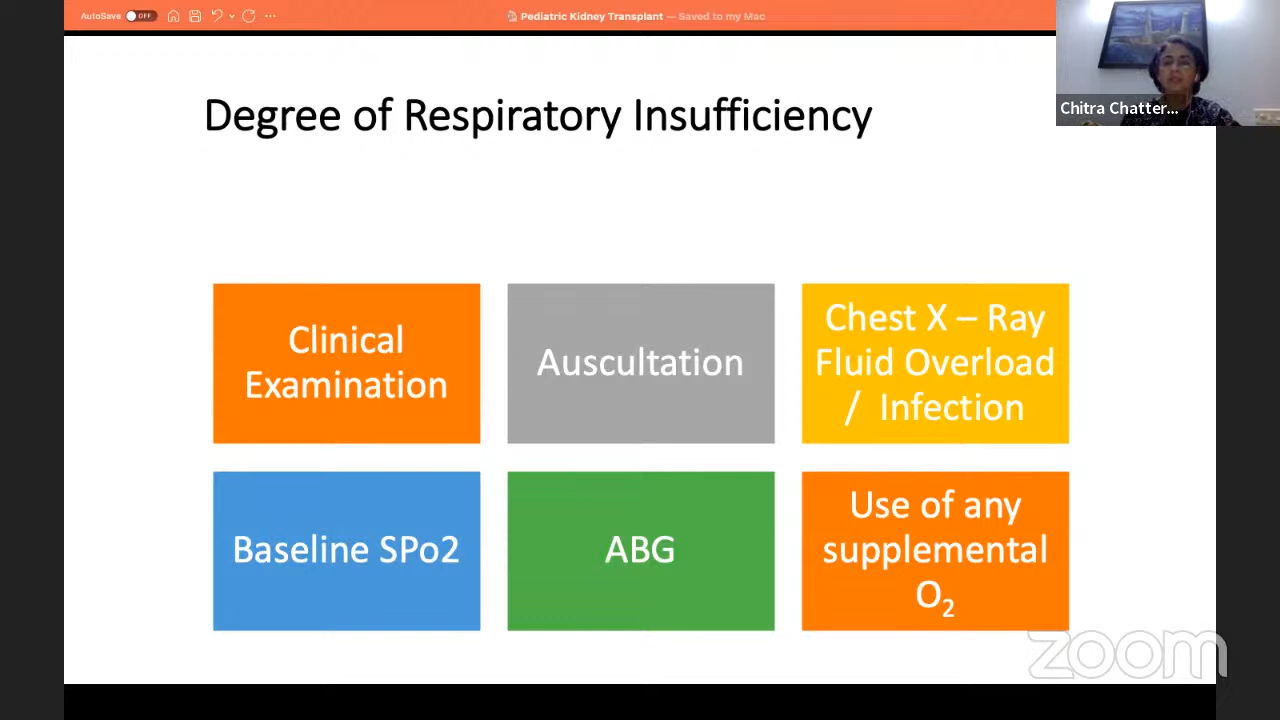 AutoSave OFF
Pediatric Kidney Transplant — Saved to my Mac
Chitra Chatter...
Degree of Respiratory Insufficiency
Clinical
Examination
Auscultation
Chest X – Ray
Fluid Overload
/ Infection
Baseline SPo2
ABG
Use of any
supplemental
O₂
zoom